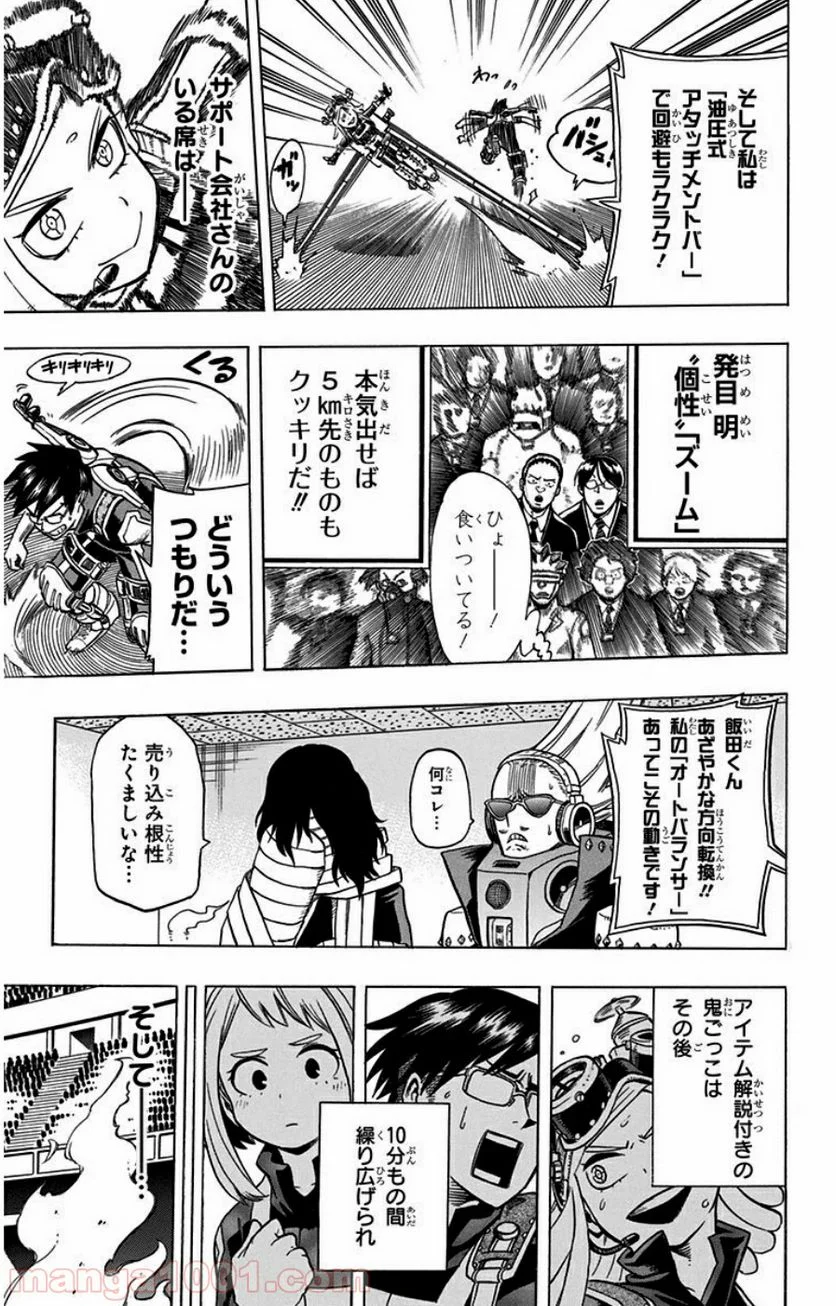 そして私は
「油圧式
アタッチメントバー」
で回避もラクラク!
わっ
バシュ!
ガッ!
サポート会社さんの
いる席は――
発目 明
“個性”「ズーム」
本気出せば
5km先のものも
クッキリだ!!
ひょ――!
食いついてる!
くる
キリキリキリ
どういう
つもりだ…
飯田くん
あざやかな方向転換!!
私の「オートバランサー」
あってこその動きです!
何コレ…
売り込み根性
たくましいな…
アイテム解説付きの
鬼ごっこは
その後
10分もの間
繰り広げられ
そして――……
manga1001.com